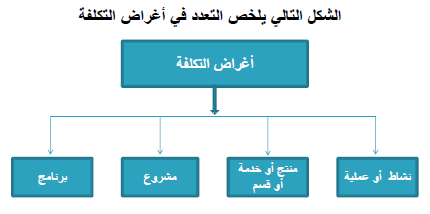 الشكل التالي يلخص التعدد في أغراض التكلفة
أغراض التكلفة
نشاط أو عملية
منتج أو خدمة
أو قسم
مشروع
برنامج